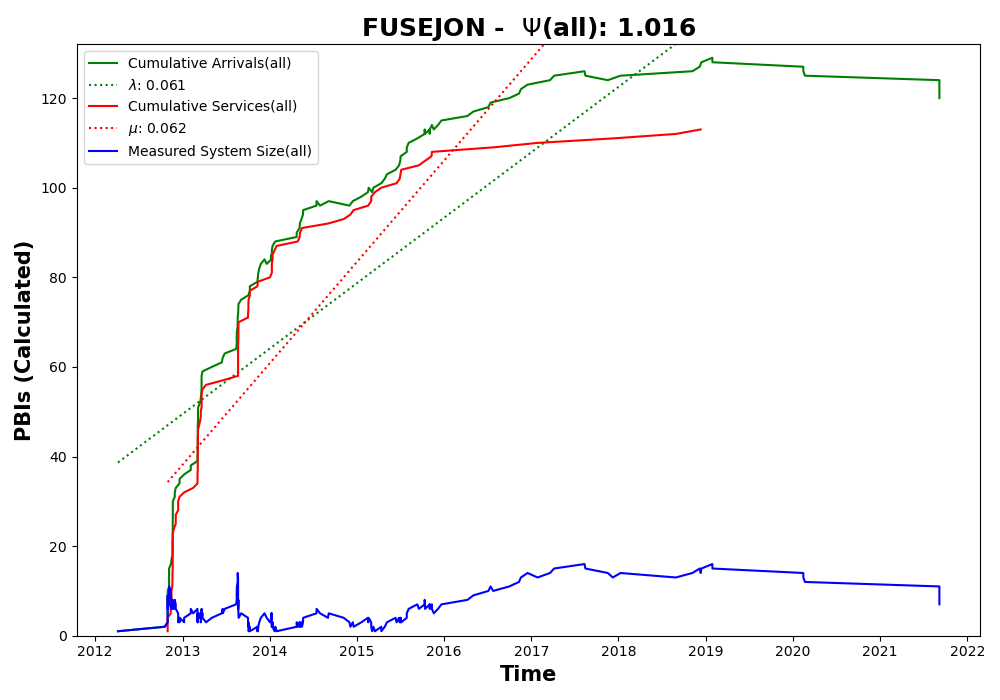 FUSEJON -  Ψ(all): 1.016
Cumulative Arrivals(all)
λ: 0.061
Cumulative Services(all)
μ: 0.062
Measured System Size(all)
PBIs (Calculated)
120
100
80
60
40
20
0
2012 2013 2014 2015 2016 2017 2018 2019 2020 2021 2022
Time